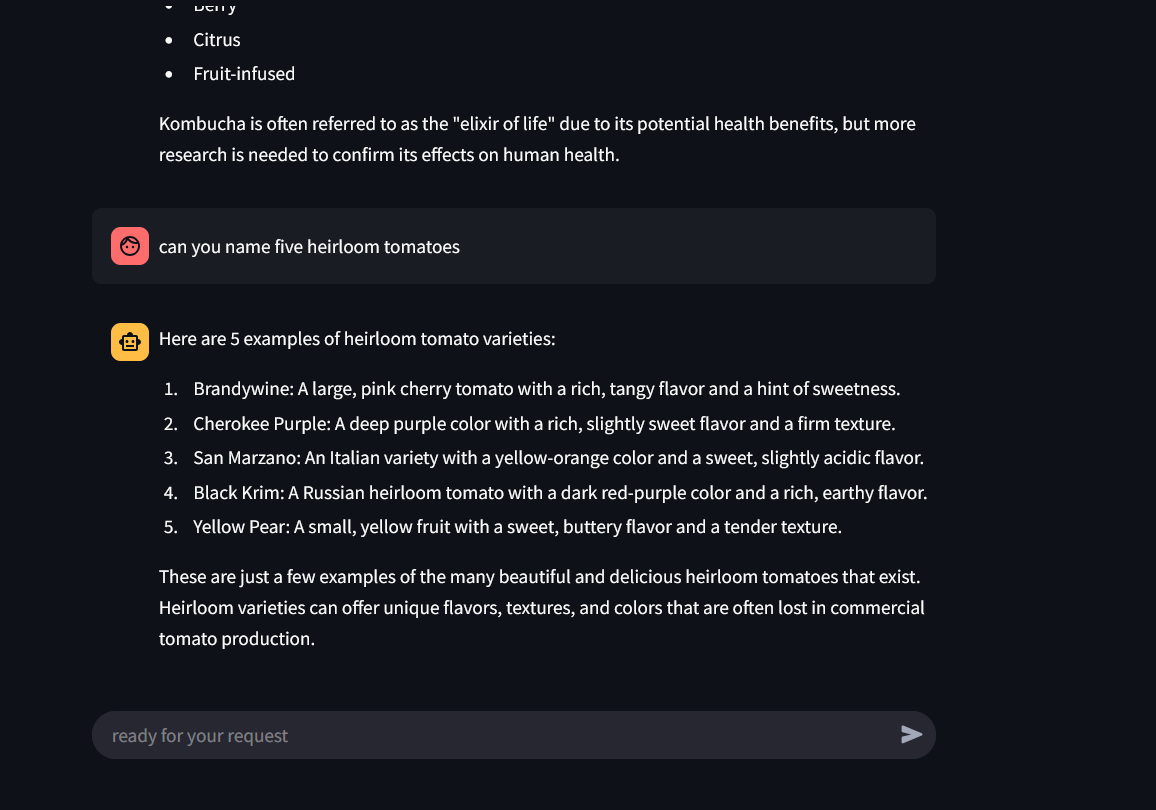 Berry
Citrus
Fruit-infused
Kombucha is often referred to as the "elixir of life" due to its potential health benefits, but more
research is needed to confirm its effects on human health.
can you name five heirloom tomatoes
Here are 5 examples of heirloom tomato varieties:
1. Brandywine: A large, pink cherry tomato with a rich, tangy flavor and a hint of sweetness.
2. Cherokee Purple: A deep purple color with a rich, slightly sweet flavor and a firm texture.
3. San Marzano: An Italian variety with a yellow-orange color and a sweet, slightly acidic flavor.
4. Black Krim: A Russian heirloom tomato with a dark red-purple color and a rich, earthy flavor.
5. Yellow Pear: A small, yellow fruit with a sweet, buttery flavor and a tender texture.
These are just a few examples of the many beautiful and delicious heirloom tomatoes that exist.
Heirloom varieties can offer unique flavors, textures, and colors that are often lost in commercial
tomato production.
ready for your request